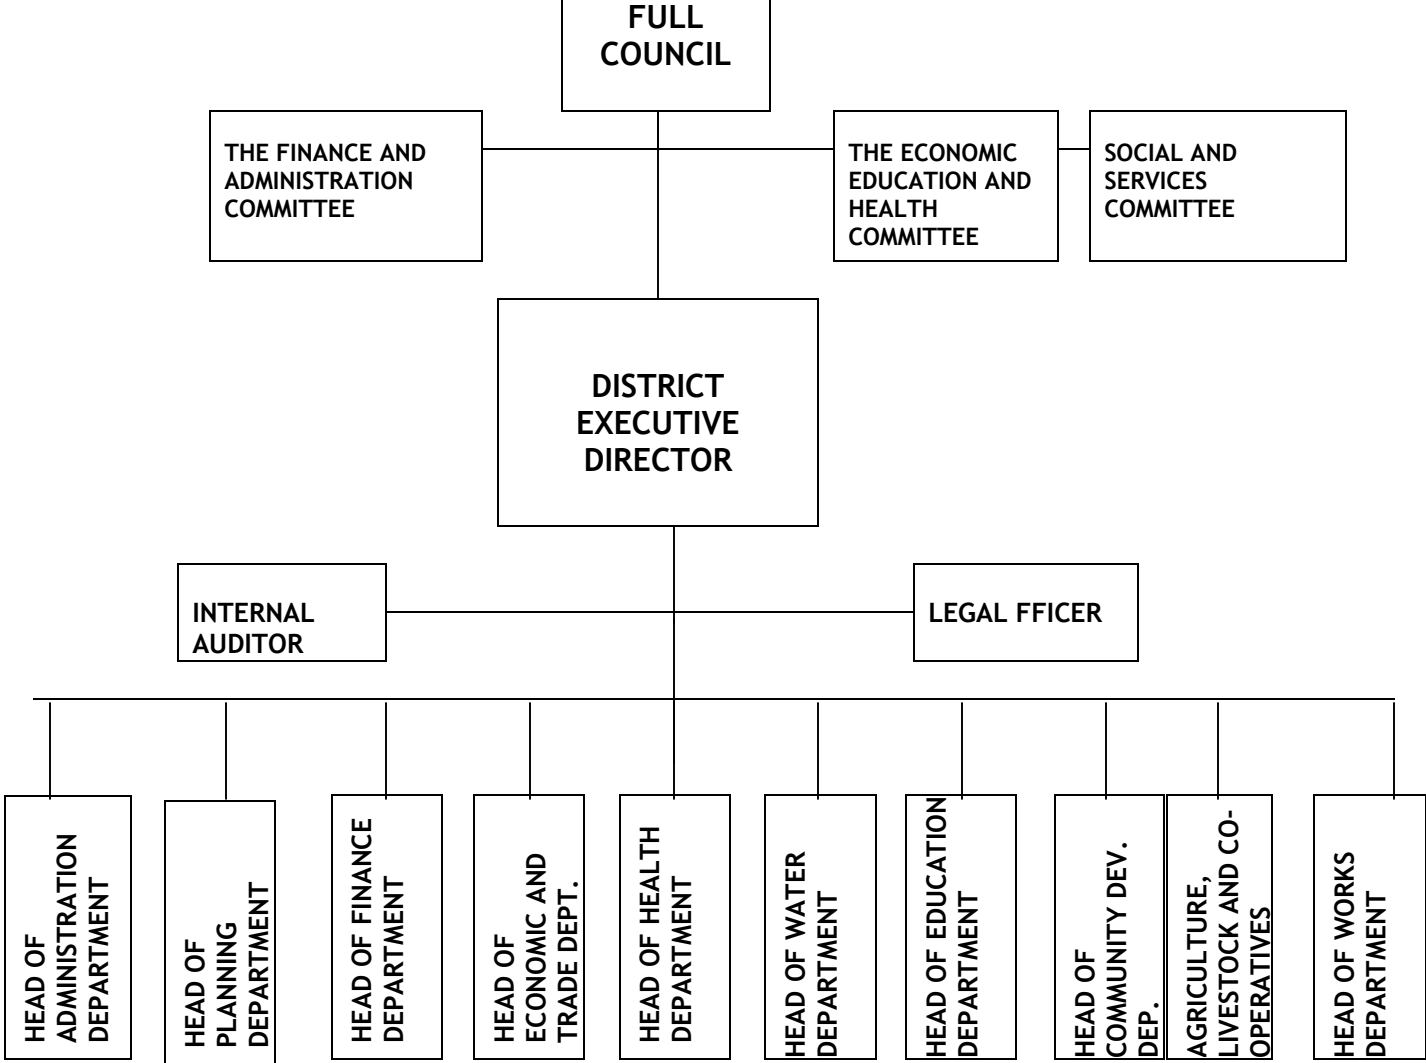 FULL
COUNCIL
THE FINANCE AND
ADMINISTRATION
COMMITTEE
THE ECONOMIC
EDUCATION AND
HEALTH
COMMITTEE
SOCIAL AND
SERVICES
COMMITTEE
DISTRICT
EXECUTIVE
DIRECTOR
INTERNAL
AUDITOR
LEGAL FFICER
HEAD OF
ADMINISTRATION
DEPARTMENT
HEAD OF
PLANNING
DEPARTMENT
HEAD OF FINANCE
DEPARTMENT
HEAD OF
ECONOMIC AND
TRADE DEPT.
HEAD OF HEALTH
DEPARTMENT
HEAD OF WATER
DEPARTMENT
HEAD OF EDUCATION
DEPARTMENT
HEAD OF
COMMUNITY DEV.
DEP.
AGRICULTURE,
LIVESTOCK AND CO-
OPERATIVES
HEAD OF WORKS
DEPARTMENT